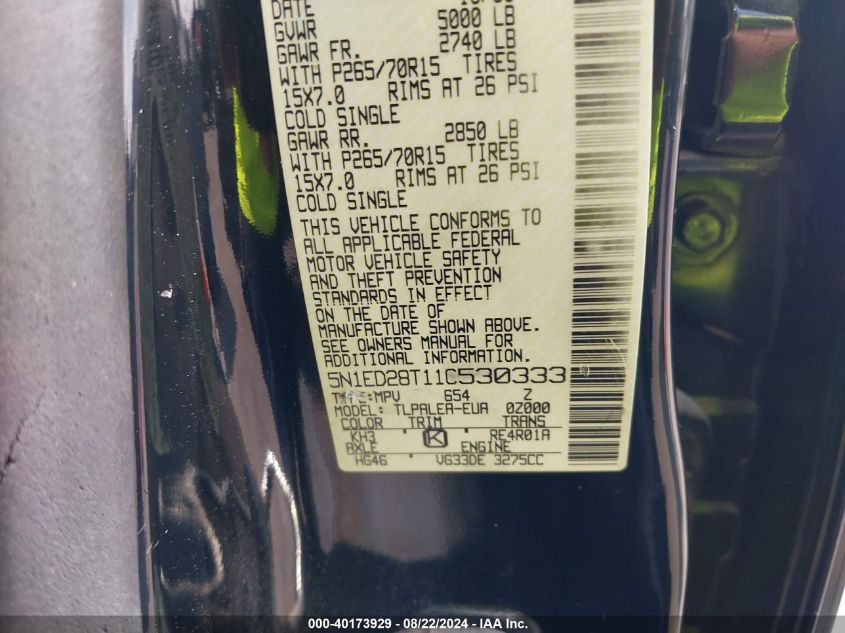 DATE
GVWR 5000 LB
GAWR FR. 2740 LB
WITH P265/70R15 TIRES
15X7.0 RIMS AT 26 PSI
COLD SINGLE
GAWR RR. 2850 LB
WITH P265/70R15 TIRES
15X7.0 RIMS AT 26 PSI
COLD SINGLE
THIS VEHICLE CONFORMS TO
ALL APPLICABLE FEDERAL
MOTOR VEHICLE SAFETY
AND THEFT PREVENTION
STANDARDS IN EFFECT
ON THE DATE OF
MANUFACTURE SHOWN ABOVE.
SEE OWNERS MANUAL FOR
ADDITIONAL INFORMATION.
5N1ED28T11C530333
TYPE:MPV 654 Z
MODEL: TLPALEA-EUA 0Z000
COLOR TRIM TRANS
KH3 K RE4R01A
AXLE ENGINE
HG46 VG33DE 3275CC
000-40173929 - 08/22/2024 - IAAI.com